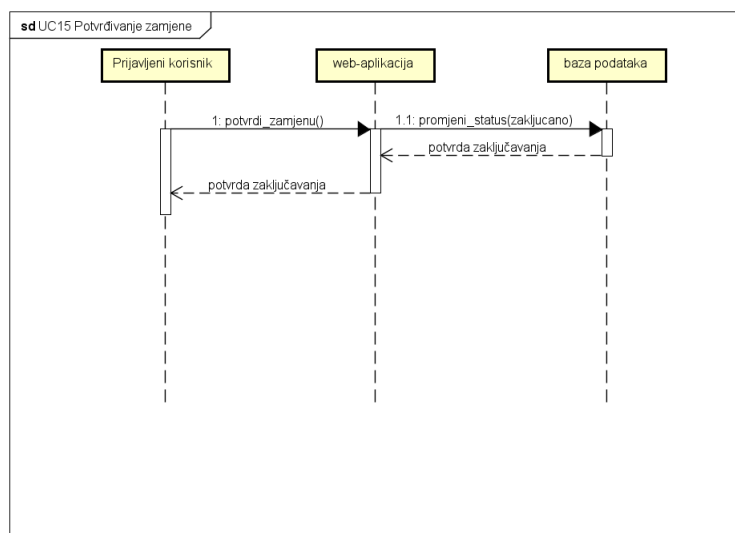 sd UC15 Potvrđivanje zamjene
Prijavljeni korisnik
web-aplikacija
baza podataka
1: potvrdi_zamjenu()
1.1: promjeni_status(zakljucano)
potvrda zaključavanja
potvrda zaključavanja